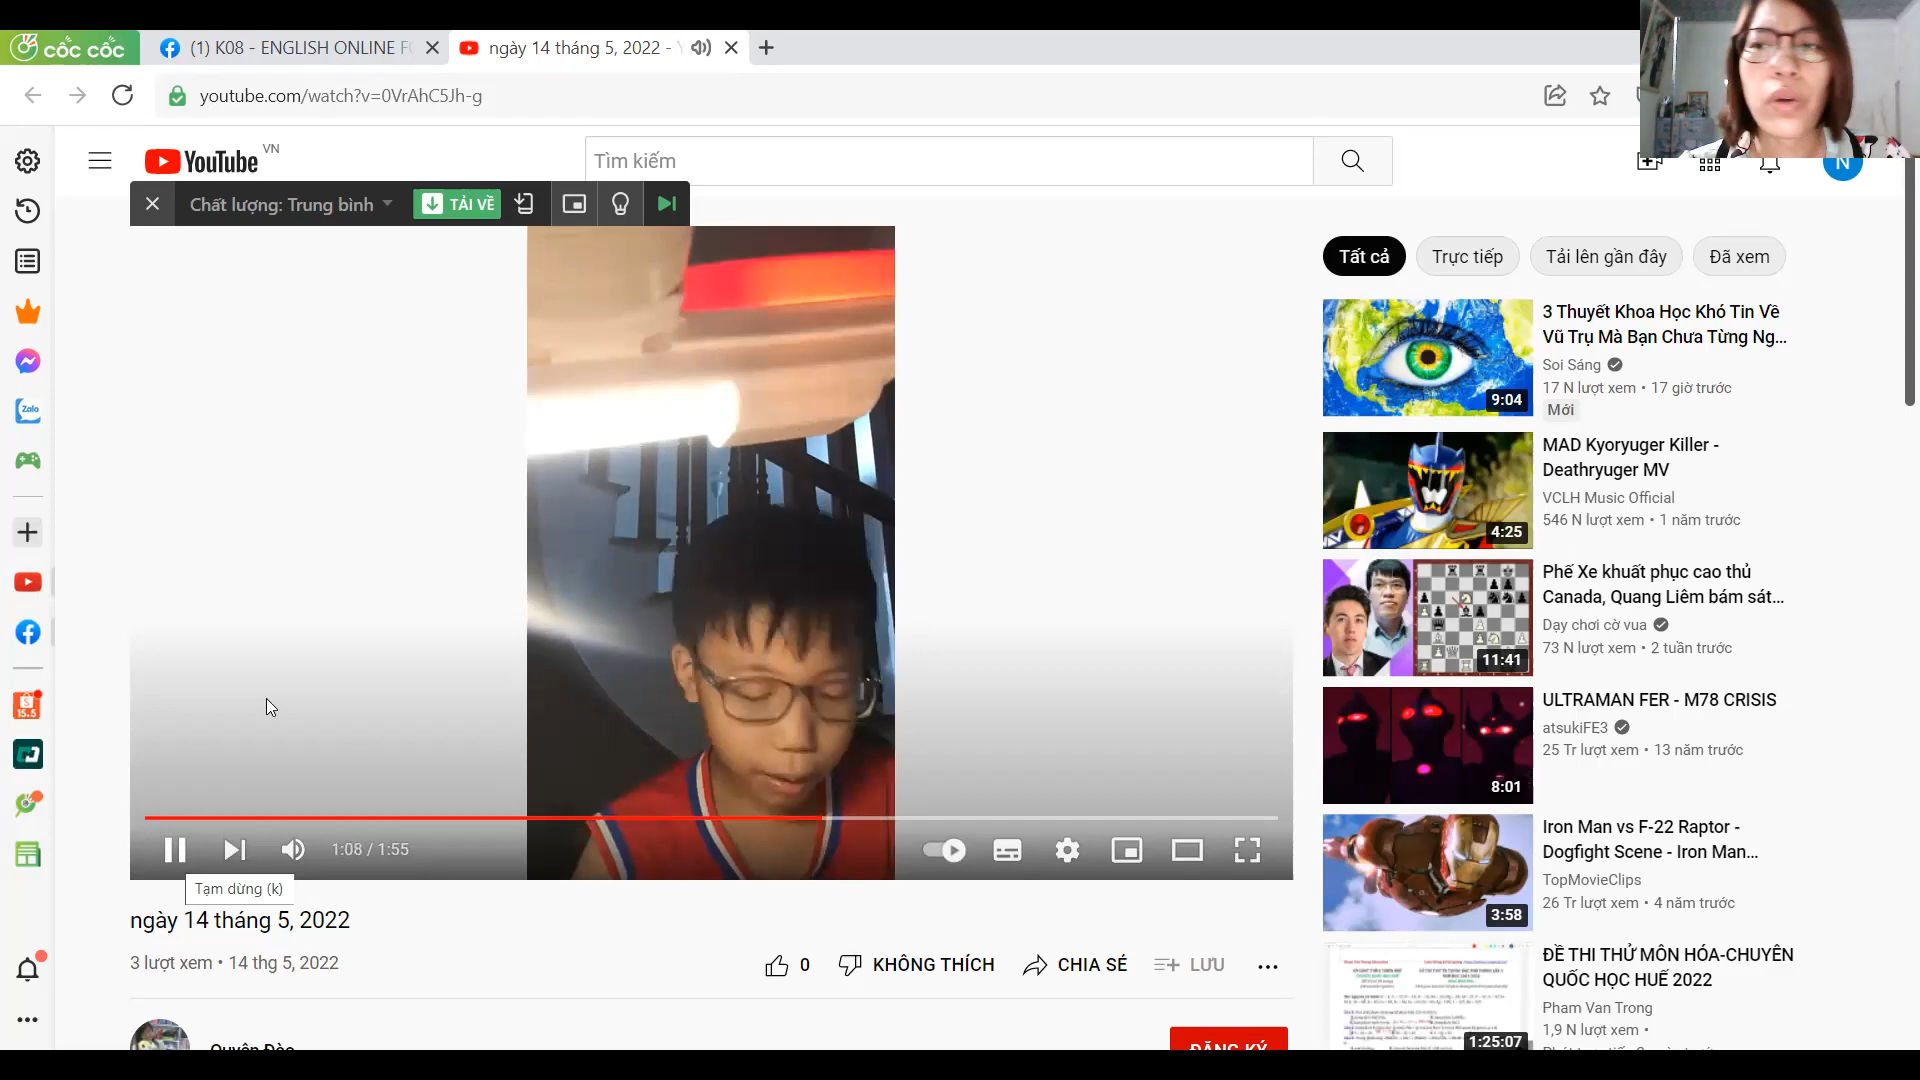 cốc cốc
(1) K08 - ENGLISH ONLINE FO
ngày 14 tháng 5, 2022 -
youtube.com/watch?v=0VrAhC5Jh-g
YouTube VN
Tìm kiếm
N
Chất lượng: Trung bình
TẢI VỀ
Zalo
15.5
1:08 / 1:55
Tạm dừng (k)
ngày 14 tháng 5, 2022
3 lượt xem • 14 thg 5, 2022
0
KHÔNG THÍCH
CHIA SẺ
LƯU
Quyên Đào
ĐĂNG KÝ
Tất cả
Trực tiếp
Tải lên gần đây
Đã xem
9:04
3 Thuyết Khoa Học Khó Tin Về
Vũ Trụ Mà Bạn Chưa Từng Ng...
Soi Sáng
17 N lượt xem • 17 giờ trước
Mới
4:25
MAD Kyoryuger Killer -
Deathryuger MV
VCLH Music Official
546 N lượt xem • 1 năm trước
11:41
Phế Xe khuất phục cao thủ
Canada, Quang Liêm bám sát...
Dạy chơi cờ vua
73 N lượt xem • 2 tuần trước
8:01
ULTRAMAN FER - M78 CRISIS
atsukiFE3
25 Tr lượt xem • 13 năm trước
3:58
Iron Man vs F-22 Raptor -
Dogfight Scene - Iron Man...
TopMovieClips
26 Tr lượt xem • 4 năm trước
1:25:07
ĐỀ THI THỬ MÔN HÓA-CHUYÊN
QUỐC HỌC HUẾ 2022
Pham Van Trong
1,9 N lượt xem •